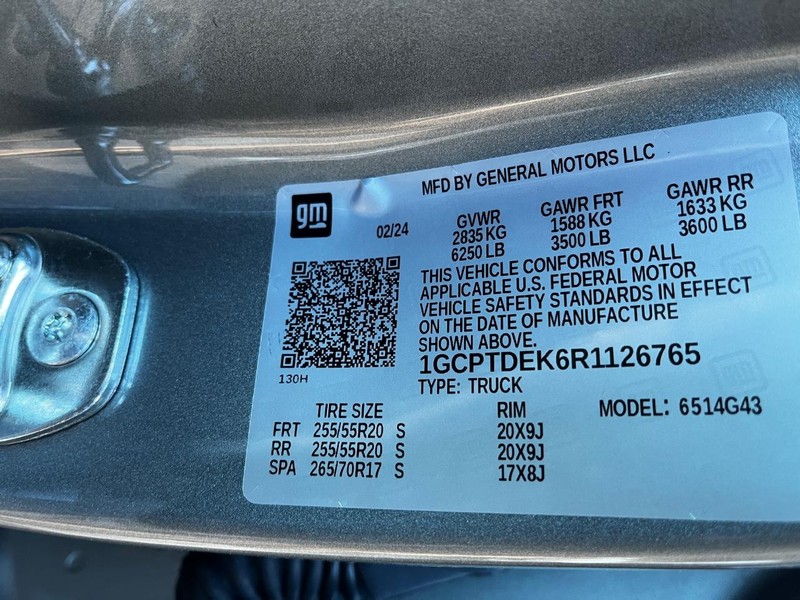 MFD BY GENERAL MOTORS LLC
gm
02/24
GVWR GAWR FRT GAWR RR
2835 KG 1588 KG 1633 KG
6250 LB 3500 LB 3600 LB
THIS VEHICLE CONFORMS TO ALL
APPLICABLE U.S. FEDERAL MOTOR
VEHICLE SAFETY STANDARDS IN EFFECT
ON THE DATE OF MANUFACTURE
SHOWN ABOVE.
1GCPTDEK6R1126765
130H
TYPE: TRUCK
TIRE SIZE RIM MODEL: 6514G43
FRT 255/55R20 S 20X9J
RR 255/55R20 S 20X9J
SPA 265/70R17 S 17X8J